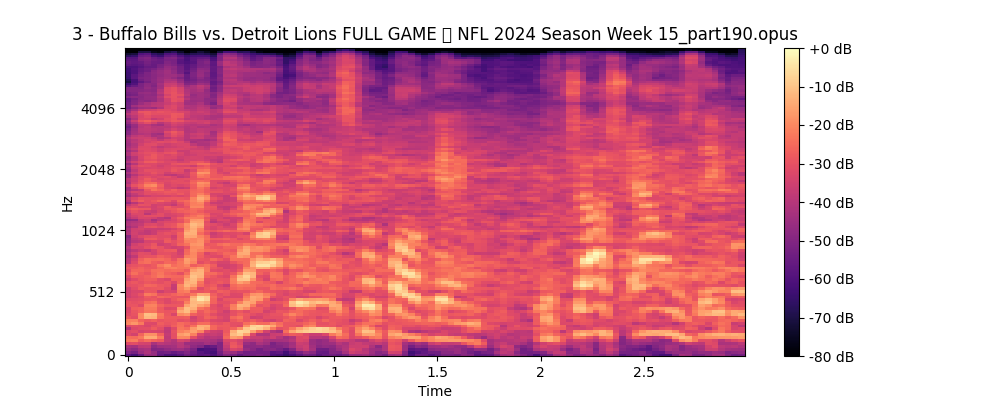 3 - Buffalo Bills vs. Detroit Lions FULL GAME ▯ NFL 2024 Season Week 15_part190.opus
+0 dB
-10 dB
-20 dB
-30 dB
-40 dB
-50 dB
-60 dB
-70 dB
-80 dB
4096
2048
1024
512
0
Hz
0
0.5
1
1.5
2
2.5
Time